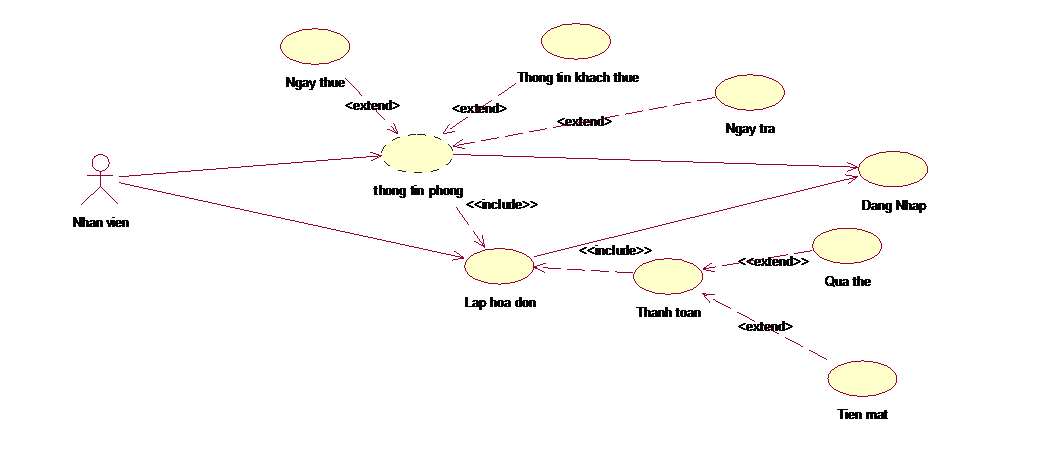 Ngay thue
Thong tin khach thue
<extend>
<extend>
<extend>
Ngay tra
thong tin phong
Nhan vien
<<include>>
Dang Nhap
<<include>>
<<extend>>
Lap hoa don
Thanh toan
Qua the
<extend>
Tien mat